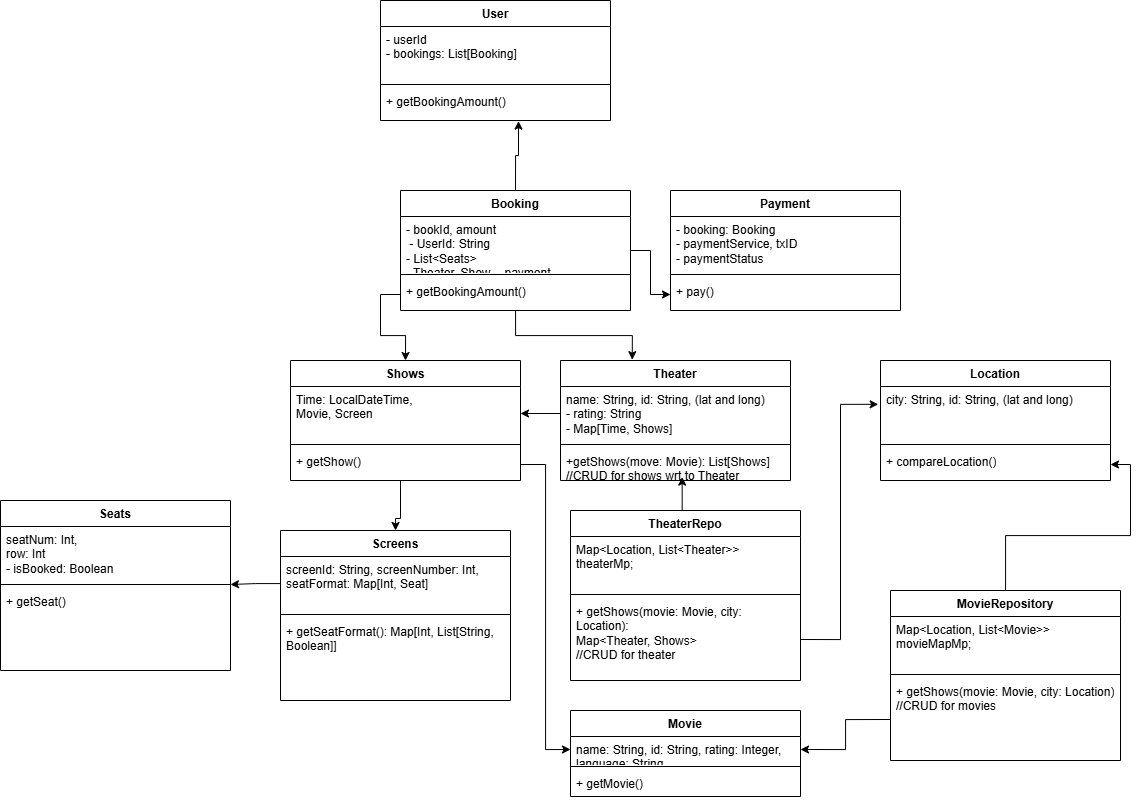 User
- userId
- bookings: List[Booking]
+ getBookingAmount()
Booking
- bookId, amount
- UserId: String
- List<Seats>
Theater, Show, payment
+ getBookingAmount()
Payment
- booking: Booking
- paymentService, txID
- paymentStatus
+ pay()
Shows
Time: LocalDateTime,
Movie, Screen
+ getShow()
Theater
name: String, id: String, (lat and long)
- rating: String
- Map[Time, Shows]
+getShows(move: Movie): List[Shows]
//CRUD for shows wrt to Theater
Location
city: String, id: String, (lat and long)
+ compareLocation()
Seats
seatNum: Int,
row: Int
- isBooked: Boolean
+ getSeat()
Screens
screenId: String, screenNumber: Int,
seatFormat: Map[Int, Seat]
+ getSeatFormat(): Map[Int, List[String,
Boolean]]
TheaterRepo
Map<Location, List<Theater>>
theaterMp;
+ getShows(movie: Movie, city:
Location):
Map<Theater, Shows>
//CRUD for theater
MovieRepository
Map<Location, List<Movie>>
movieMapMp;
+ getShows(movie: Movie, city: Location)
//CRUD for movies
Movie
name: String, id: String, rating: Integer,
language: String
+ getMovie()